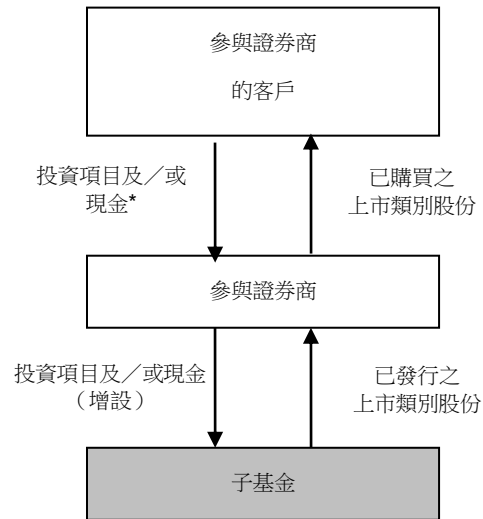 參與證券商
的客戶
投資項目及／或
現金*
已購買之
上市類別股份
參與證券商
投資項目及／或現金
（增設）
已發行之
上市類別股份
子基金